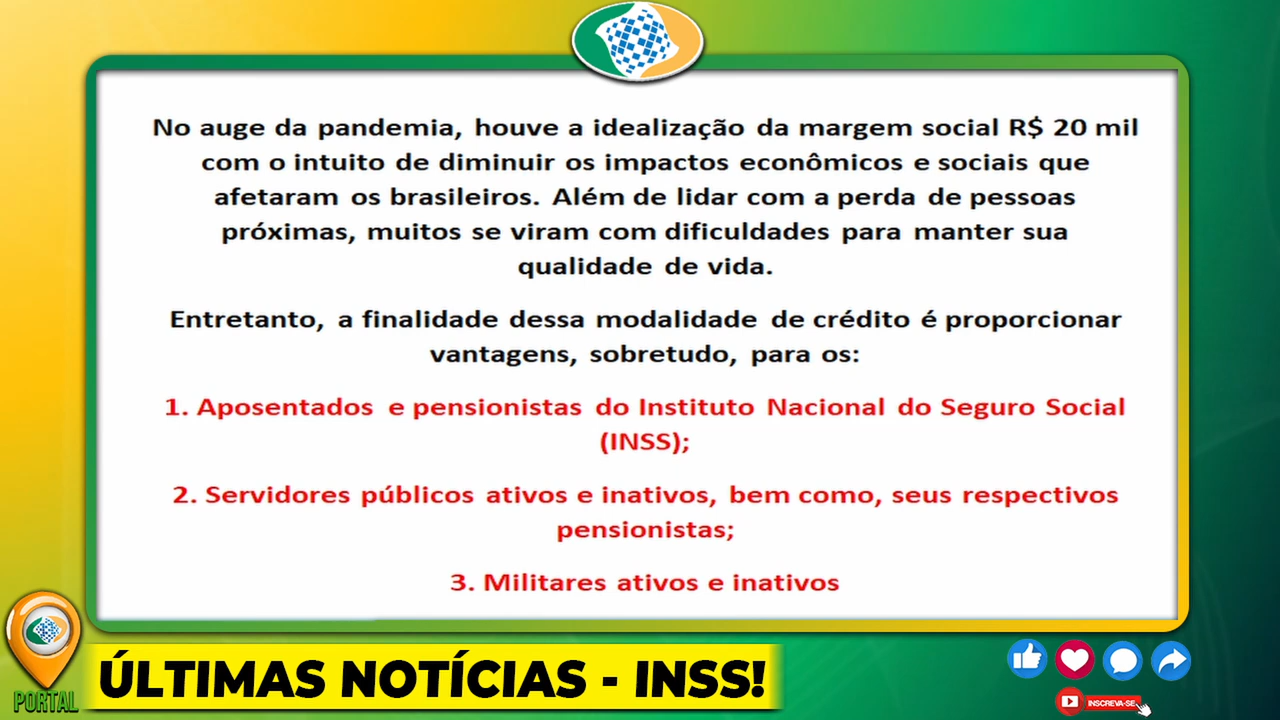 No auge da pandemia, houve a idealização da margem social R$ 20 mil
com o intuito de diminuir os impactos econômicos e sociais que
afetaram os brasileiros. Além de lidar com a perda de pessoas
próximas, muitos se viram com dificuldades para manter sua
qualidade de vida.
Entretanto, a finalidade dessa modalidade de crédito é proporcionar
vantagens, sobretudo, para os:
1. Aposentados e pensionistas do Instituto Nacional do Seguro Social
(INSS);
2. Servidores públicos ativos e inativos, bem como, seus respectivos
pensionistas;
3. Militares ativos e inativos
PORTAL
ÚLTIMAS NOTÍCIAS - INSS!
INSCREVA-SE